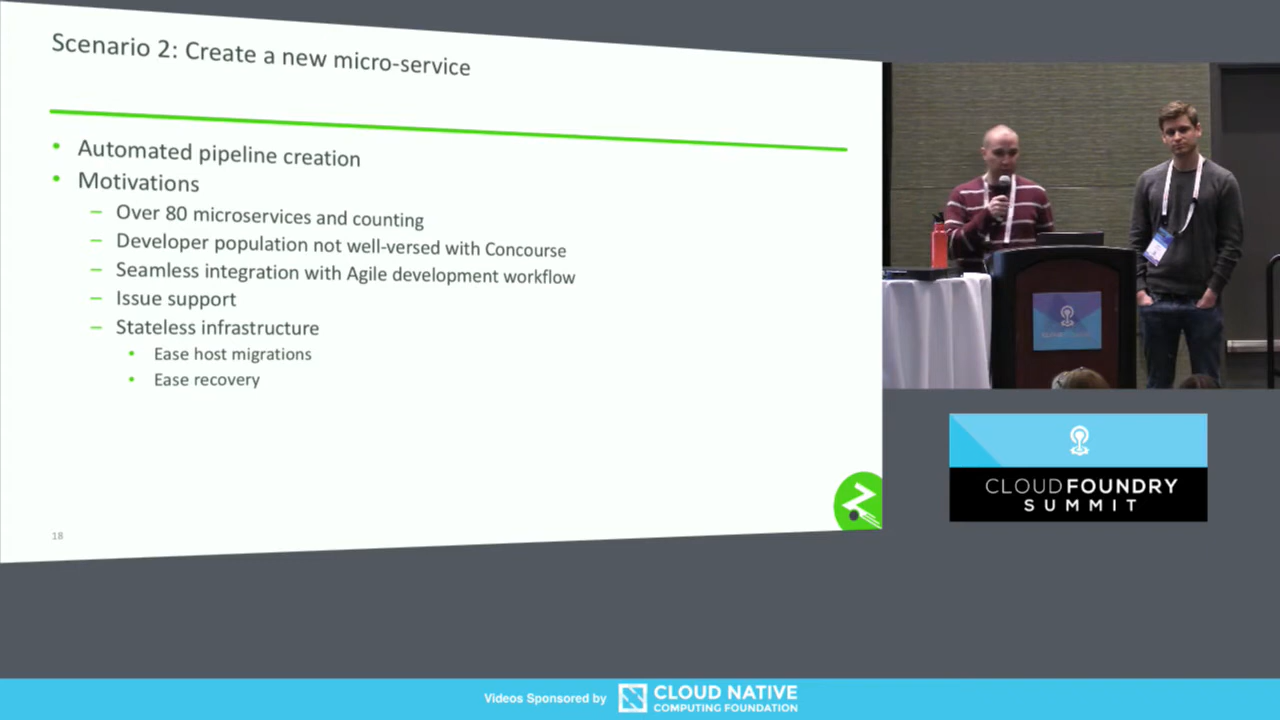 Scenario 2: Create a new micro-service
• Automated pipeline creation
• Motivations
– Over 80 microservices and counting
– Developer population not well-versed with Concourse
– Seamless integration with Agile development workflow
– Issue support
– Stateless infrastructure
• Ease host migrations
• Ease recovery
18
CLOUDFOUNDRY
SUMMIT
Videos Sponsored by
CLOUD NATIVE
COMPUTING FOUNDATION